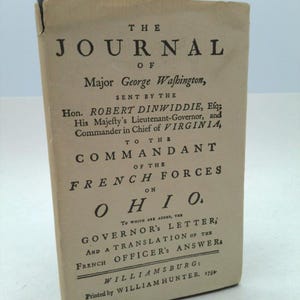 THE
JOURNAL
OF
Major George Waſhington,
SENT BY THE
Hon. ROBERT DINWIDDIE, Eſq;
His Majeſty's Lieutenant-Governor, and
Commander in Chief of VIRGINIA,
TO THE
COMMANDANT
OF THE
FRENCH FORCES
ON
OHIO.
TO WHICH ARE ADDED, THE
GOVERNOR'S LETTER;
AND A TRANSLATION OF THE
FRENCH OFFICER'S ANSWER.
WILLIAMSBURG:
Printed by WILLIAM HUNTER. 1754.